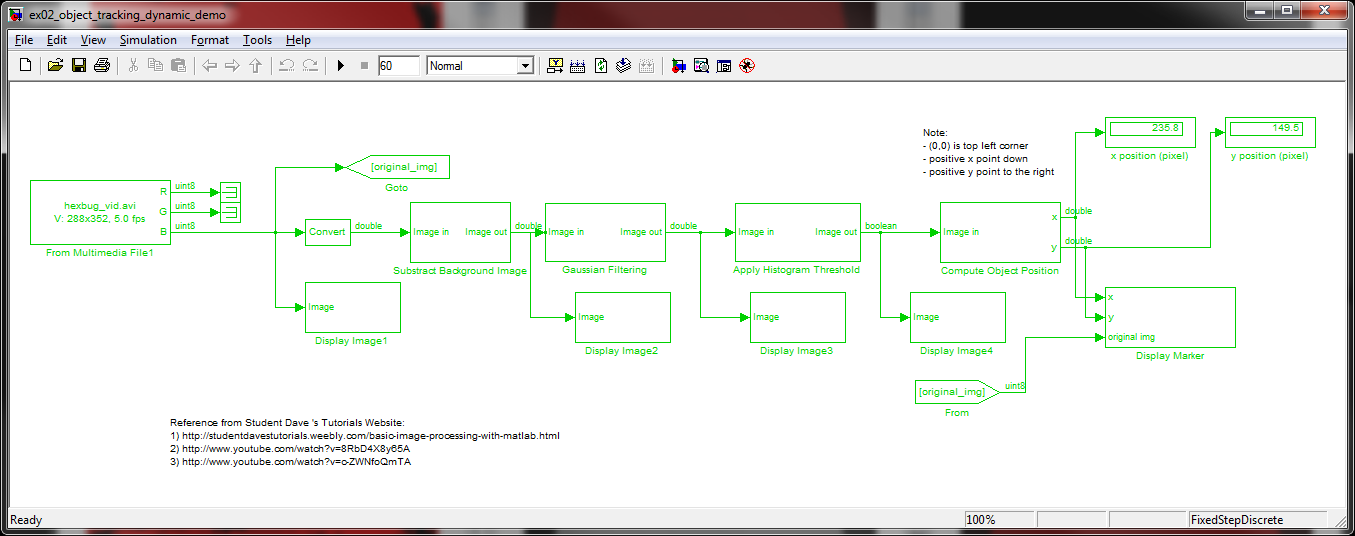 ex02_object_tracking_dynamic_demo
File Edit View Simulation Format Tools Help
60 Normal
Note:
- (0,0) is top left corner
- positive x point down
- positive y point to the right
235.8
x position (pixel)
149.5
y position (pixel)
[original_img]
Goto
hexbug_vid.avi
V: 288x352, 5.0 fps
R
G
B
From Multimedia File1
uint8
uint8
uint8
Convert
double
Image in Image out
Substract Background Image
double
Image in Image out
Gaussian Filtering
double
Image in Image out
Apply Histogram Threshold
boolean
Image in
x
y
Compute Object Position
double
double
Image
Display Image1
Image
Display Image2
Image
Display Image3
Image
Display Image4
x
y
original img
Display Marker
[original_img]
From
uint8
Reference from Student Dave 's Tutorials Website:
1) http://studentdavestutorials.weebly.com/basic-image-processing-with-matlab.html
2) http://www.youtube.com/watch?v=8RbD4X8y65A
3) http://www.youtube.com/watch?v=c-ZWNfoQmTA
Ready
100%
FixedStepDiscrete